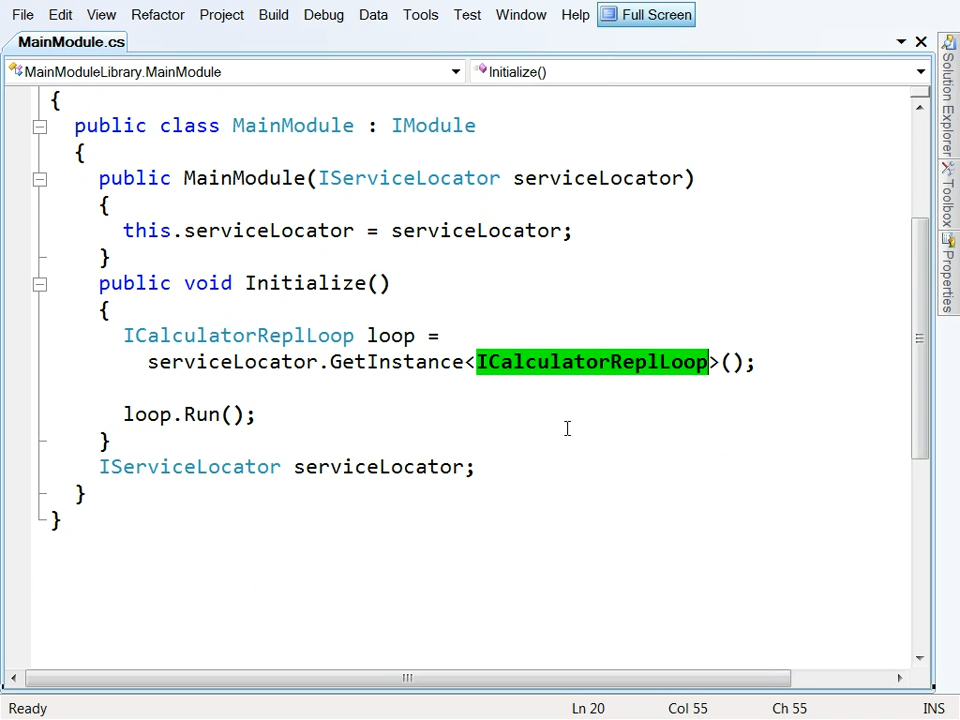 File Edit View Refactor Project Build Debug Data Tools Test Window Help Full Screen
MainModule.cs
MainModuleLibrary.MainModule Initialize()
{
public class MainModule : IModule
{
public MainModule(IServiceLocator serviceLocator)
{
this.serviceLocator = serviceLocator;
}
public void Initialize()
{
ICalculatorReplLoop loop =
serviceLocator.GetInstance<ICalculatorReplLoop>();
loop.Run();
}
IServiceLocator serviceLocator;
}
}
Solution Explorer
Toolbox
Properties
Ready Ln 20 Col 55 Ch 55 INS